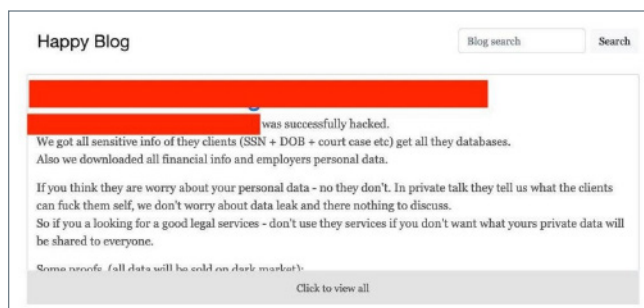 Happy Blog
Blog search
Search
was successfully hacked.
We got all sensitive info of they clients (SSN + DOB + court case etc) get all they databases.
Also we downloaded all financial info and employers personal data.
If you think they are worry about your personal data - no they don't. In private talk they tell us what the clients
can fuck them self, we don't worry about data leak and there nothing to discuss.
So if you a looking for a good legal services - don't use they services if you don't want what yours private data will
be shared to everyone.
Some proofs (all data will be sold on dark market):
Click to view all